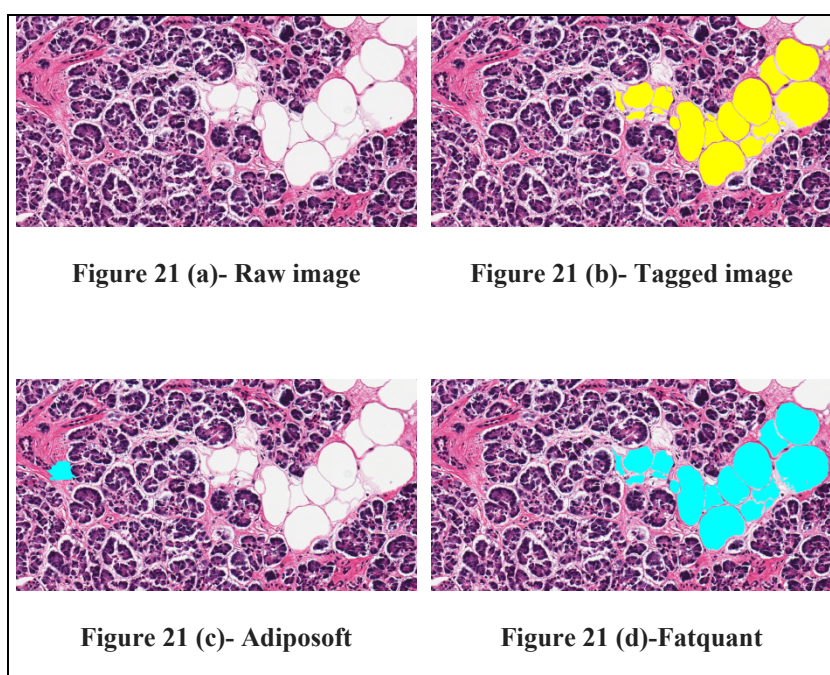 Figure 21 (a)- Raw image
Figure 21 (b)- Tagged image
Figure 21 (c)- Adiposoft
Figure 21 (d)-Fatquant